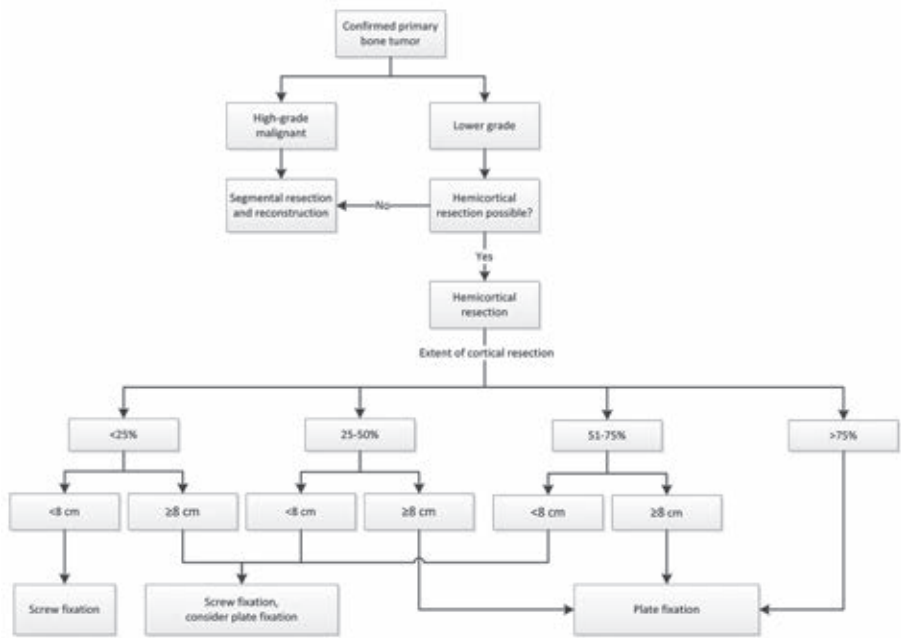 Confirmed primary
bone tumor
High-grade
malignant
Lower grade
Segmental resection
and reconstruction
No
Hemicortical
resection possible?
Yes
Hemicortical
resection
Extent of cortical resection
<25%
25-50%
51-75%
>75%
<8 cm
≥8 cm
<8 cm
≥8 cm
<8 cm
≥8 cm
Screw fixation
Screw fixation,
consider plate fixation
Plate fixation